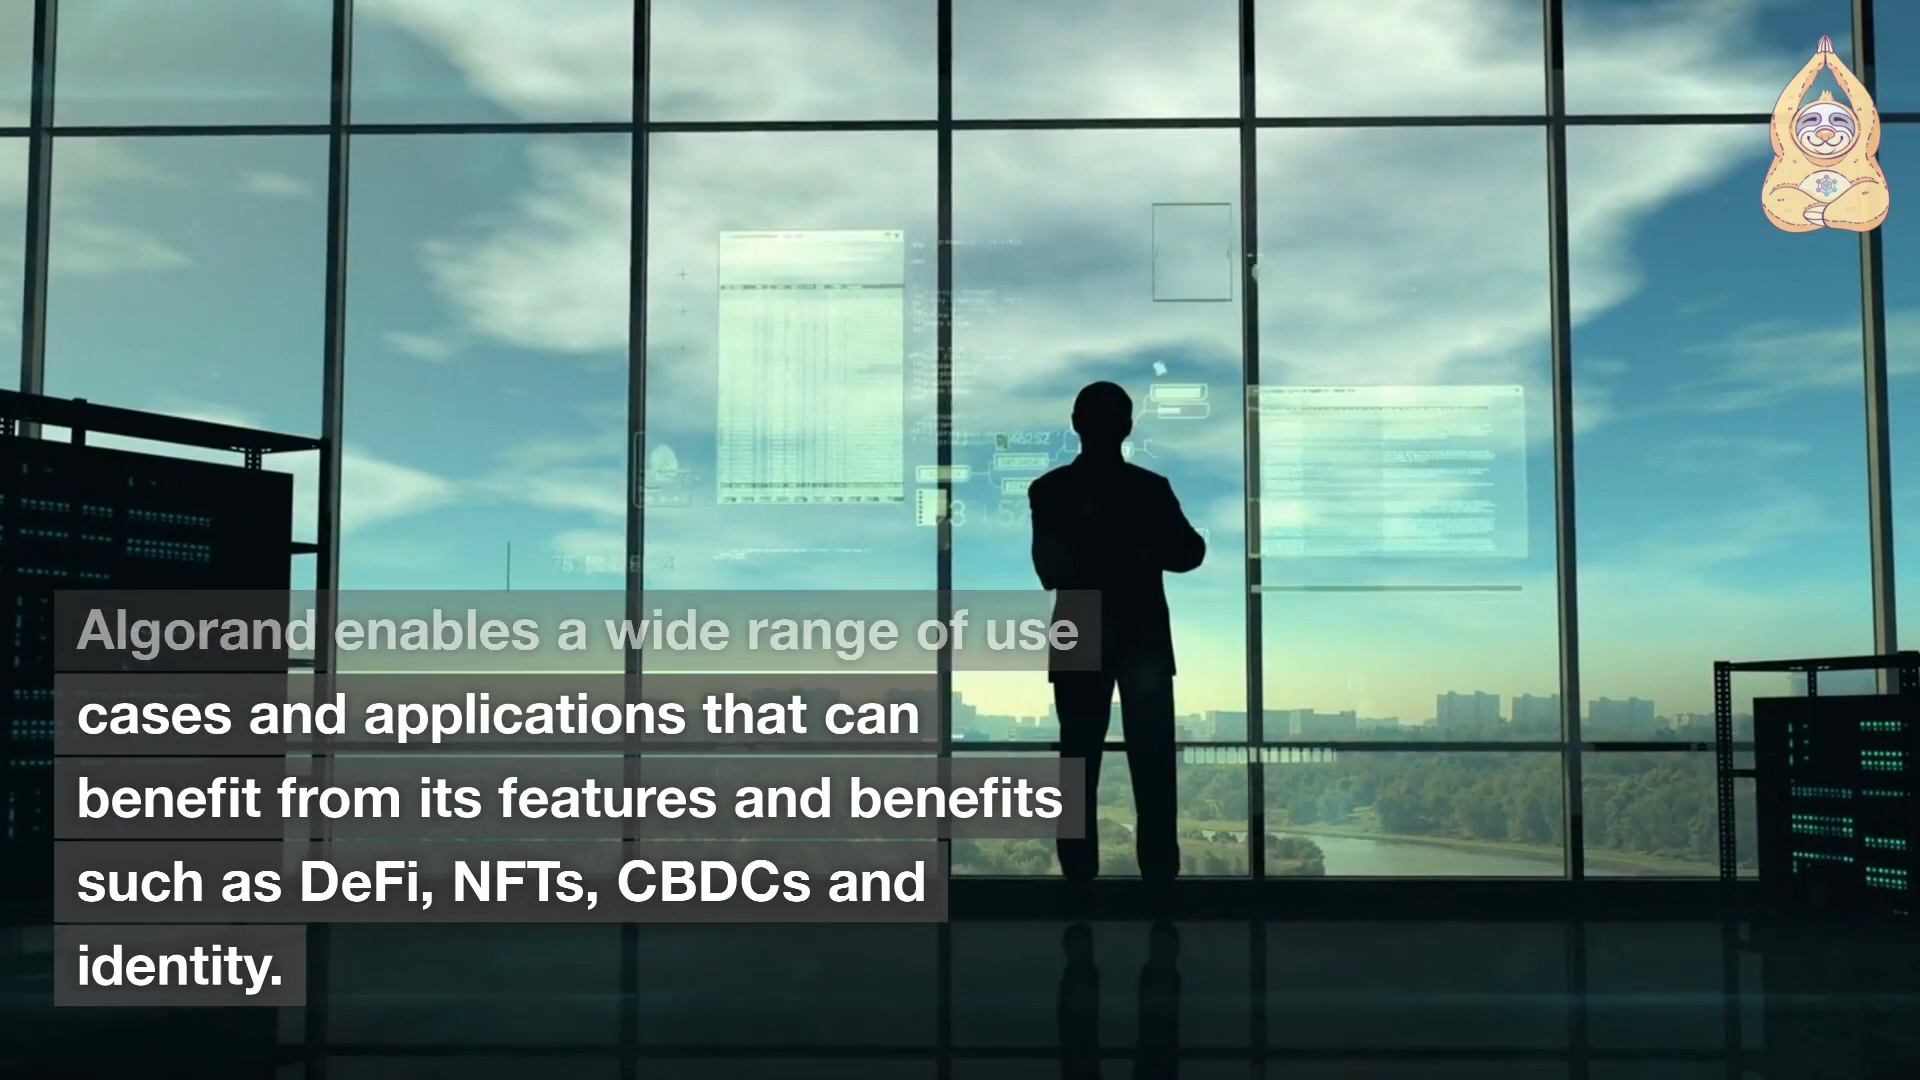 Algorand enables a wide range of use
cases and applications that can
benefit from its features and benefits
such as DeFi, NFTs, CBDCs and
identity.